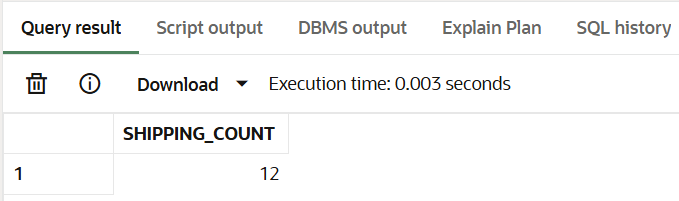 Query result Script output DBMS output Explain Plan SQL history
Download Execution time: 0.003 seconds
SHIPPING_COUNT
1 12